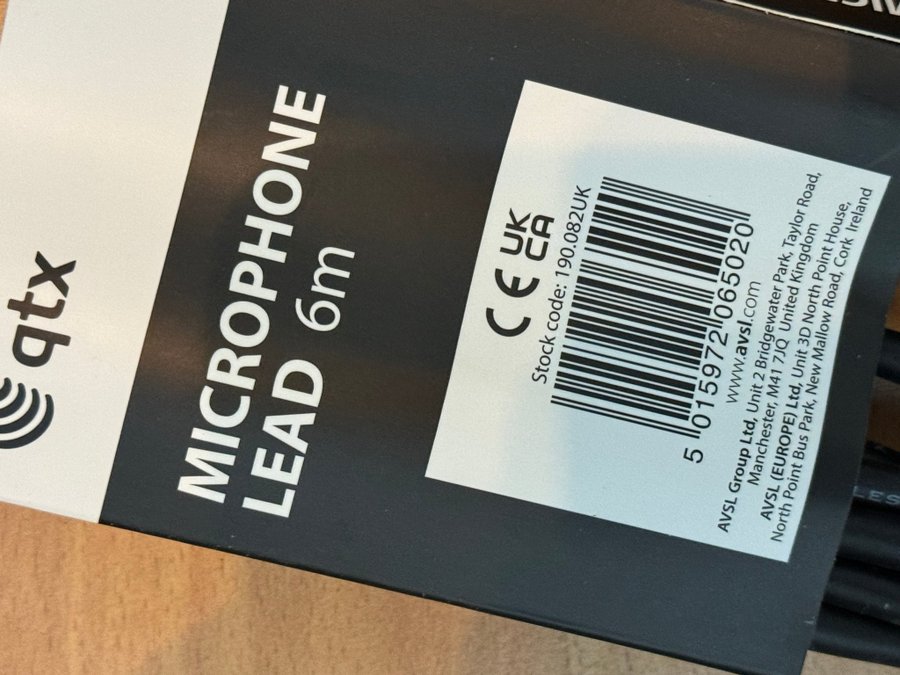 qtx
MICROPHONE
LEAD 6m
CE UK
CA
Stock code: 190.082UK
5 015972 065020
www.avsl.com
AVSL Group Ltd, Unit 2 Bridgewater Park, Taylor Road,
Manchester, M41 7JQ United Kingdom
AVSL (EUROPE) Ltd, Unit 3D North Point House,
North Point Bus Park, New Mallow Road, Cork Ireland